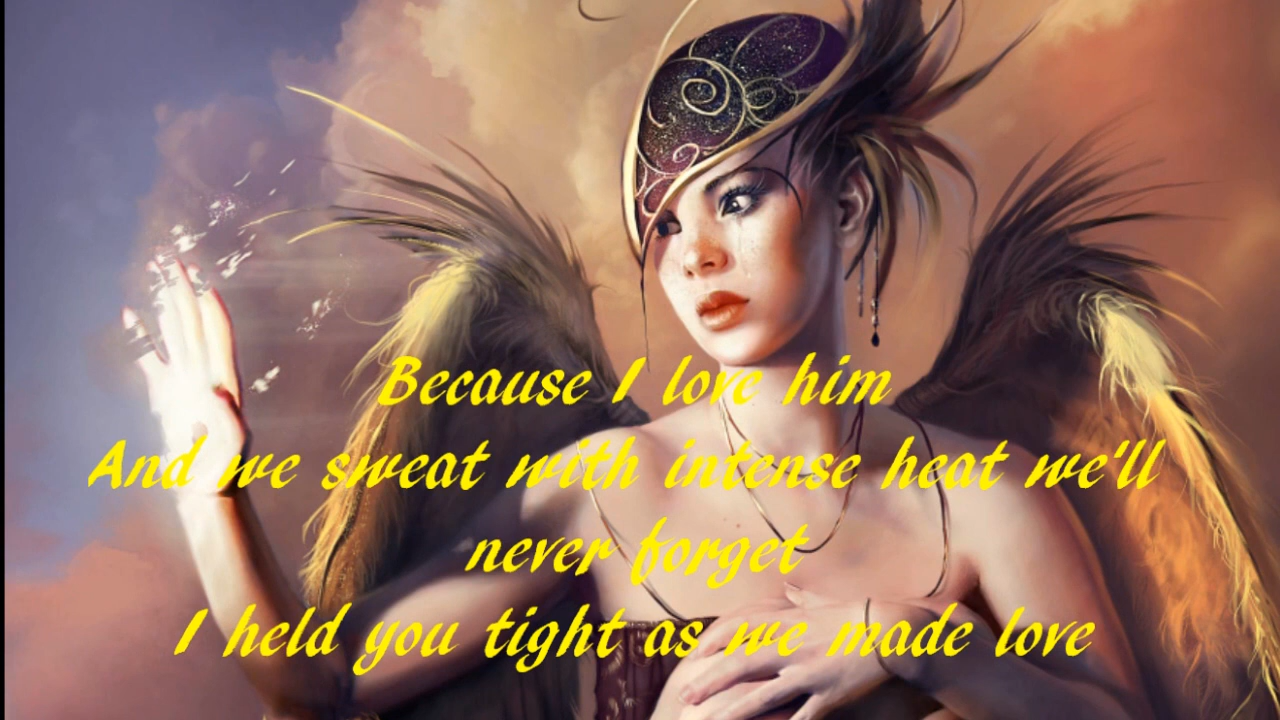 Because I love him
And we sweat with intense heat we'll
never forget
I held you tight as we made love